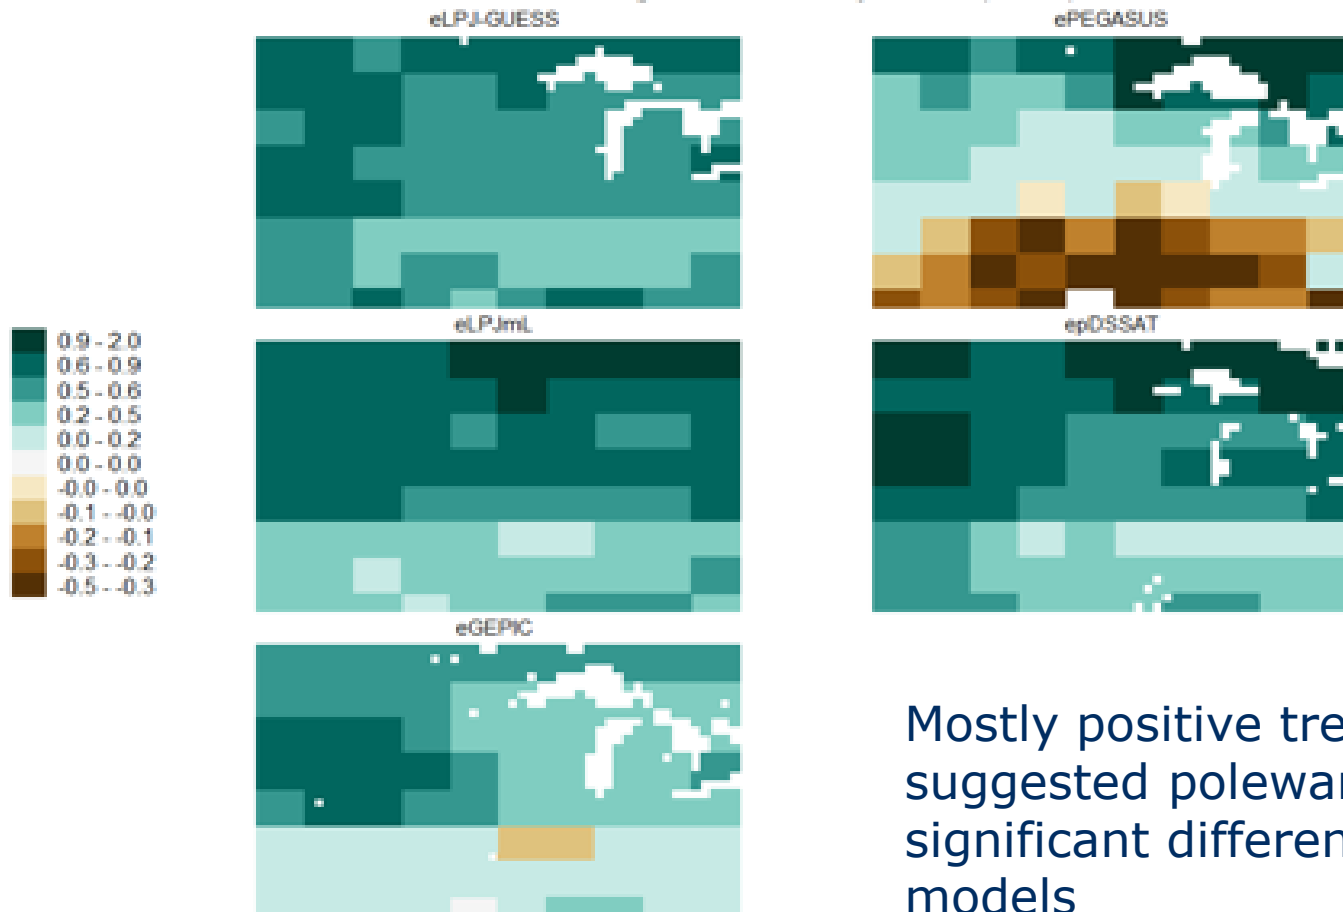 eLPJ-GUESS
ePEGASUS
0.9 - 2.0
0.6 - 0.9
0.5 - 0.6
0.2 - 0.5
0.0 - 0.2
0.0 - 0.0
-0.0 - 0.0
-0.1 - -0.0
-0.2 - -0.1
-0.3 - -0.2
-0.5 - -0.3
eLPJmL
epDSSAT
eGEPIC
Mostly positive tre
suggested polewar
significant differen
models